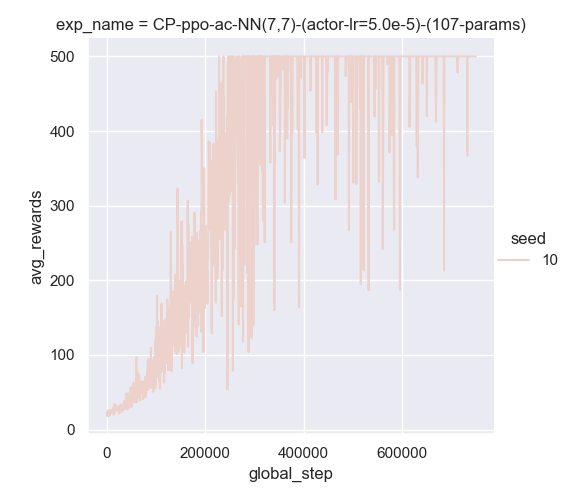 exp_name = CP-ppo-ac-NN(7,7)-(actor-lr=5.0e-5)-(107-params)
500
400
300
200
100
0
avg_rewards
0 200000 400000 600000
global_step
seed
10